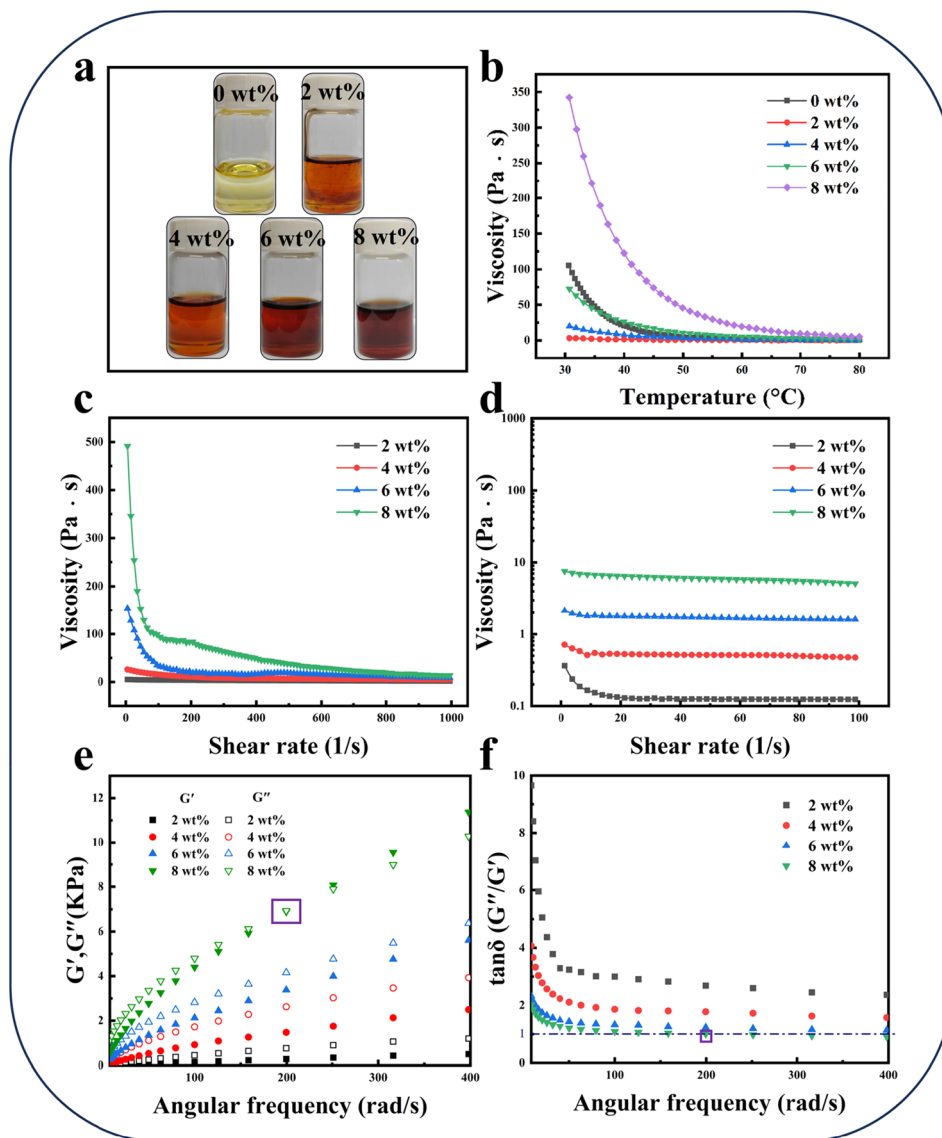 a
0 wt%
2 wt%
4 wt%
6 wt%
8 wt%
b
Viscosity (Pa · s)
350
300
250
200
150
100
50
0
0 wt%
2 wt%
4 wt%
6 wt%
8 wt%
30 40 50 60 70 80
Temperature (°C)
c
Viscosity (Pa · s)
500
400
300
200
100
0
2 wt%
4 wt%
6 wt%
8 wt%
0 200 400 600 800 1000
Shear rate (1/s)
d
Viscosity (Pa · s)
1000
100
10
1
0.1
2 wt%
4 wt%
6 wt%
8 wt%
0 20 40 60 80 100
Shear rate (1/s)
e
G′,G″(KPa)
12
10
8
6
4
2
0
G′ G″
2 wt% 2 wt%
4 wt% 4 wt%
6 wt% 6 wt%
8 wt% 8 wt%
100 200 300 400
Angular frequency (rad/s)
f
tanδ (G″/G′)
10
8
6
4
2
1
0
2 wt%
4 wt%
6 wt%
8 wt%
100 200 300 400
Angular frequency (rad/s)